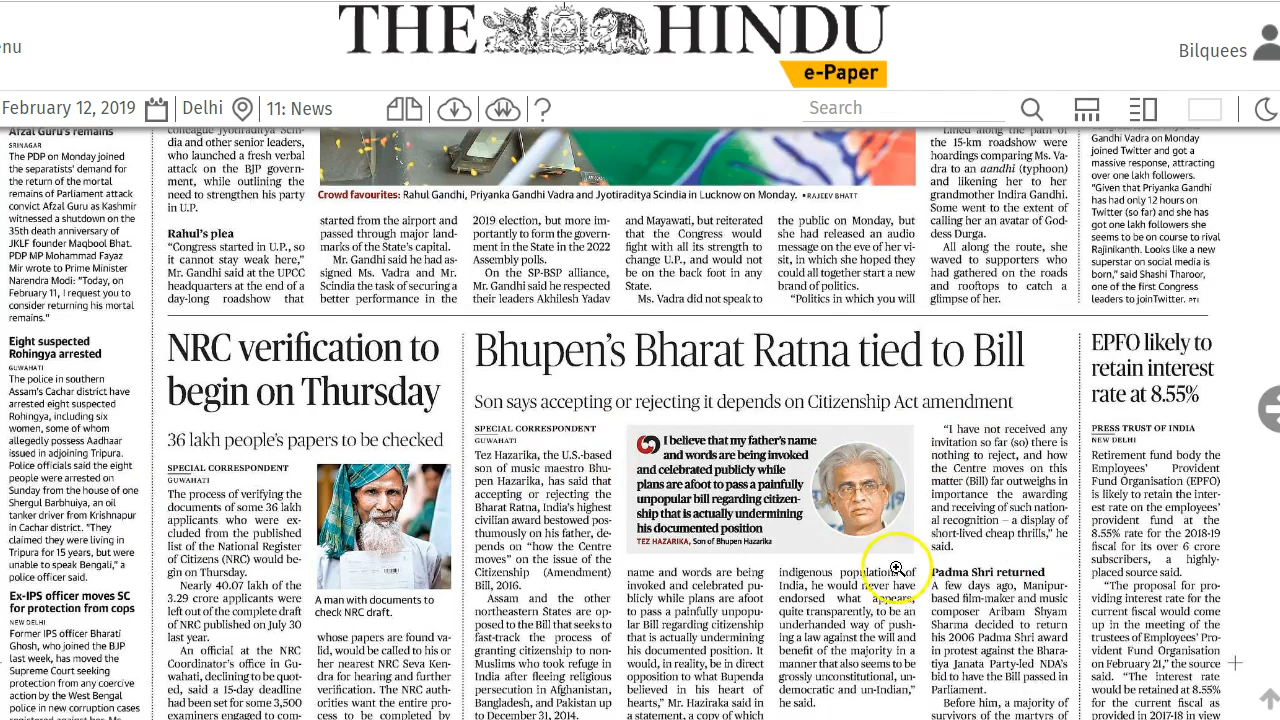 THE HINDU
e-Paper
enu
Bilquees
February 12, 2019
Delhi
11: News
?
Search
Afzal Guru's remains
SRINAGAR
The PDP on Monday joined
the separatists' demand for
the return of the mortal
remains of Parliament attack
convict Afzal Guru as Kashmir
witnessed a shutdown on the
35th death anniversary of
JKLF founder Maqbool Bhat.
PDP MP Mohammad Fayaz
Mir wrote to Prime Minister
Narendra Modi: "Today, on
February 11, I request you to
consider returning his mortal
remains."
Eight suspected
Rohingya arrested
GUWAHATI
The police in southern
Assam's Cachar district have
arrested eight suspected
Rohingya, including six
women, some of whom
allegedly possess Aadhaar
issued in adjoining Tripura.
Police officials said the eight
people were arrested on
Sunday from the house of one
Shergul Barbhuiya, an oil
tanker driver from Krishnapur
in Cachar district. "They
claimed they were living in
Tripura for 15 years, but were
unable to speak Bengali," a
police officer said.
Ex-IPS officer moves SC
for protection from cops
NEW DELHI
Former IPS officer Bharati
Ghosh, who joined the BJP
last week, has moved the
Supreme Court seeking
protection from any coercive
action by the West Bengal
police in new corruption cases
registered against her. Ms.
colleague Jyotiraditya Scin-
dia and other senior leaders,
who launched a fresh verbal
attack on the BJP govern-
ment, while outlining the
need to strengthen his party
in U.P.
Rahul's plea
"Congress started in U.P., so
it cannot stay weak here,"
Mr. Gandhi said at the UPCC
headquarters at the end of a
day-long roadshow that
Crowd favourites: Rahul Gandhi, Priyanka Gandhi Vadra and Jyotiraditya Scindia in Lucknow on Monday. •RAJEEV BHATT
started from the airport and
passed through major land-
marks of the State's capital.
Mr. Gandhi said he had as-
signed Ms. Vadra and Mr.
Scindia the task of securing a
better performance in the
2019 election, but more im-
portantly to form the govern-
ment in the State in the 2022
Assembly polls.
On the SP-BSP alliance,
Mr. Gandhi said he respected
their leaders Akhilesh Yadav
and Mayawati, but reiterated
that the Congress would
fight with all its strength to
change U.P., and would not
be on the back foot in any
State.
Ms. Vadra did not speak to
the public on Monday, but
she had released an audio
message on the eve of her vi-
sit, in which she hoped they
could all together start a new
brand of politics.
"Politics in which you will
Lined along the path of
the 15-km roadshow were
hoardings comparing Ms. Va-
dra to an aandhi (typhoon)
and likening her to her
grandmother Indira Gandhi.
Some went to the extent of
calling her an avatar of God-
dess Durga.
All along the route, she
waved to supporters who
had gathered on the roads
and rooftops to catch a
glimpse of her.
Gandhi Vadra on Monday
joined Twitter and got a
massive response, attracting
over one lakh followers.
"Given that Priyanka Gandhi
has had only 12 hours on
Twitter (so far) and she has
got one lakh followers she
seems to be on course to rival
Rajinikanth. Looks like a new
superstar on social media is
born," said Shashi Tharoor,
one of the first Congress
leaders to joinTwitter. PTI
NRC verification to
begin on Thursday
36 lakh people's papers to be checked
SPECIAL CORRESPONDENT
GUWAHATI
The process of verifying the
documents of some 36 lakh
applicants who were ex-
cluded from the published
list of the National Register
of Citizens (NRC) would be-
gin on Thursday.
Nearly 40.07 lakh of the
3.29 crore applicants were
left out of the complete draft
of NRC published on July 30
last year.
An official at the NRC
Coordinator's office in Gu-
wahati, declining to be quot-
ed, said a 15-day deadline
had been set for some 3,500
examiners engaged to com-
A man with documents to
check NRC draft.
whose papers are found va-
lid, would be called to his or
her nearest NRC Seva Ken-
dra for hearing and further
verification. The NRC auth-
orities want the entire pro-
cess to be completed by
Bhupen's Bharat Ratna tied to Bill
Son says accepting or rejecting it depends on Citizenship Act amendment
SPECIAL CORRESPONDENT
GUWAHATI
Tez Hazarika, the U.S.-based
son of music maestro Bhu-
pen Hazarika, has said that
accepting or rejecting the
Bharat Ratna, India's highest
civilian award bestowed pos-
thumously on his father, de-
pends on "how the Centre
moves" on the issue of the
Citizenship (Amendment)
Bill, 2016.
Assam and the other
northeastern States are op-
posed to the Bill that seeks to
fast-track the process of
granting citizenship to non-
Muslims who took refuge in
India after fleeing religious
persecution in Afghanistan,
Bangladesh, and Pakistan up
to December 31, 2014.
I believe that my father's name
and words are being invoked
and celebrated publicly while
plans are afoot to pass a painfully
unpopular bill regarding citizen-
ship that is actually undermining
his documented position
TEZ HAZARIKA, Son of Bhupen Hazarika
name and words are being
invoked and celebrated pu-
blicly while plans are afoot
to pass a painfully unpopu-
lar Bill regarding citizenship
that is actually undermining
his documented position. It
would, in reality, be in direct
opposition to what Bupenda
believed in his heart of
hearts," Mr. Haziraka said in
a statement, a copy of which
indigenous populations of
India, he would never have
endorsed what appears,
quite transparently, to be an
underhanded way of push-
ing a law against the will and
benefit of the majority in a
manner that also seems to be
grossly unconstitutional, un-
democratic and un-Indian,"
he said.
"I have not received any
invitation so far (so) there is
nothing to reject, and how
the Centre moves on this
matter (Bill) far outweighs in
importance the awarding
and receiving of such nation-
al recognition – a display of
short-lived cheap thrills," he
said.
Padma Shri returned
A few days ago, Manipur-
based film-maker and music
composer Aribam Shyam
Sharma decided to return
his 2006 Padma Shri award
in protest against the Bhara-
tiya Janata Party-led NDA's
bid to have the Bill passed in
Parliament.
Before him, a majority of
survivors of the martyrs of
EPFO likely to
retain interest
rate at 8.55%
PRESS TRUST OF INDIA
NEW DELHI
Retirement fund body the
Employees' Provident
Fund Organisation (EPFO)
is likely to retain the inter-
est rate on the employees'
provident fund at the
8.55% rate for the 2018-19
fiscal for its over 6 crore
subscribers, a highly-
placed source said.
"The proposal for pro-
viding interest rate for the
current fiscal would come
up in the meeting of the
trustees of Employees' Pro-
vident Fund Organisation
on February 21," the source
said. "The interest rate
would be retained at 8.55%
for the current fiscal as
provided in 2017-18 during